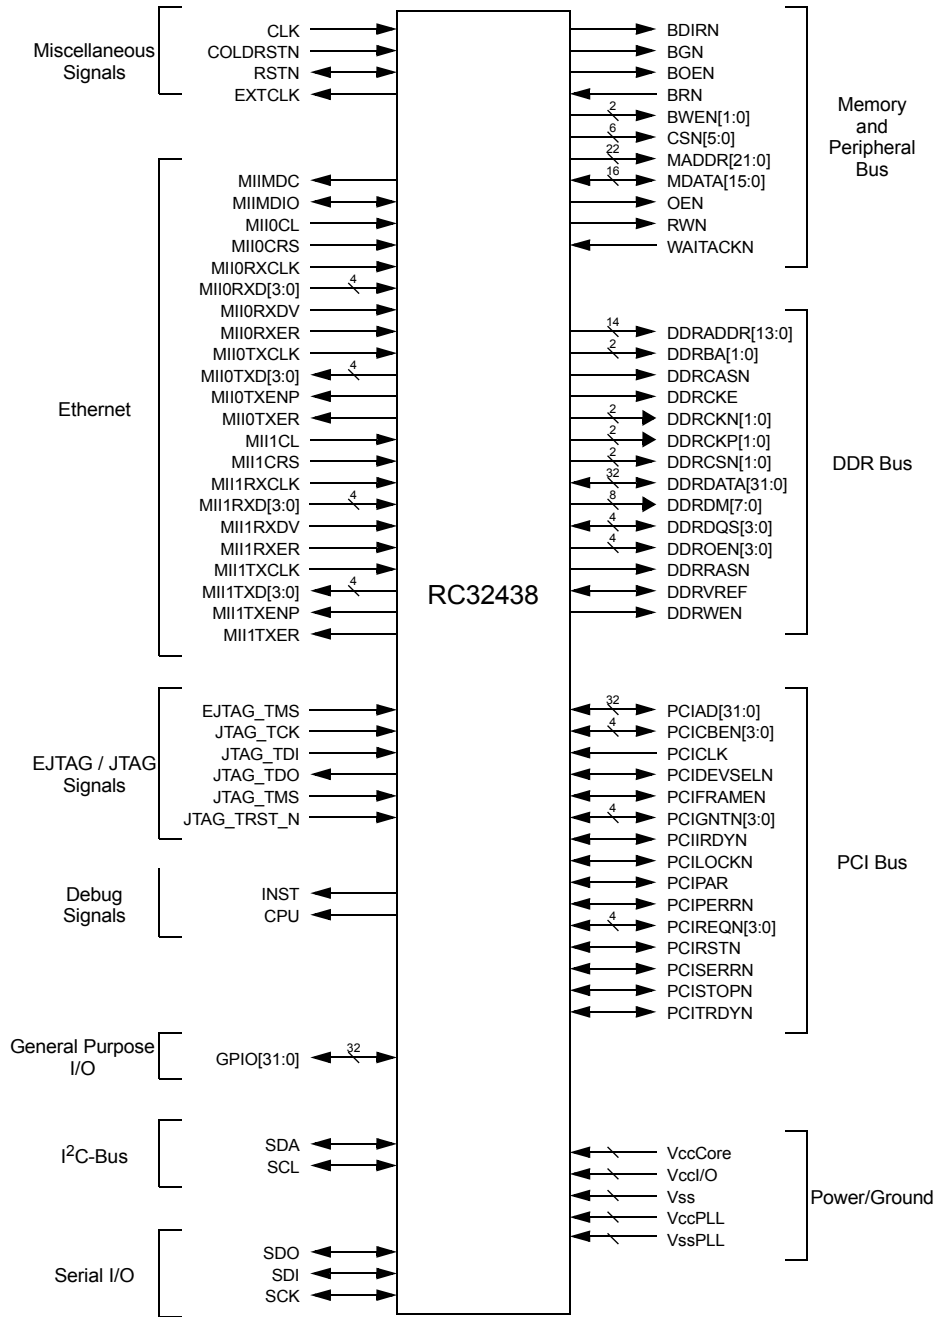 Miscellaneous
Signals
CLK
COLDRSTN
RSTN
EXTCLK
Ethernet
MIIMDC
MIIMDIO
MII0CL
MII0CRS
MII0RXCLK
MII0RXD[3:0] 4
MII0RXDV
MII0RXER
MII0TXCLK
MII0TXD[3:0] 4
MII0TXENP
MII0TXER
MII1CL
MII1CRS
MII1RXCLK
MII1RXD[3:0] 4
MII1RXDV
MII1RXER
MII1TXCLK
MII1TXD[3:0] 4
MII1TXENP
MII1TXER
EJTAG / JTAG
Signals
EJTAG_TMS
JTAG_TCK
JTAG_TDI
JTAG_TDO
JTAG_TMS
JTAG_TRST_N
Debug
Signals
INST
CPU
General Purpose
I/O
GPIO[31:0] 32
I2C-Bus
SDA
SCL
Serial I/O
SDO
SDI
SCK
RC32438
BDIRN
BGN
BOEN
BRN
2 BWEN[1:0]
6 CSN[5:0]
22 MADDR[21:0]
16 MDATA[15:0]
OEN
RWN
WAITACKN
Memory
and
Peripheral
Bus
14 DDRADDR[13:0]
2 DDRBA[1:0]
DDRCASN
DDRCKE
2 DDRCKN[1:0]
2 DDRCKP[1:0]
2 DDRCSN[1:0]
32 DDRDATA[31:0]
8 DDRDM[7:0]
4 DDRDQS[3:0]
4 DDROEN[3:0]
DDRRASN
DDRVREF
DDRWEN
DDR Bus
32 PCIAD[31:0]
4 PCICBEN[3:0]
PCICLK
PCIDEVSELN
PCIFRAMEN
4 PCIGNTN[3:0]
PCIIRDYN
PCILOCKN
PCIPAR
PCIPERRN
4 PCIREQN[3:0]
PCIRSTN
PCISERRN
PCISTOPN
PCITRDYN
PCI Bus
VccCore
VccI/O
Vss
VccPLL
VssPLL
Power/Ground